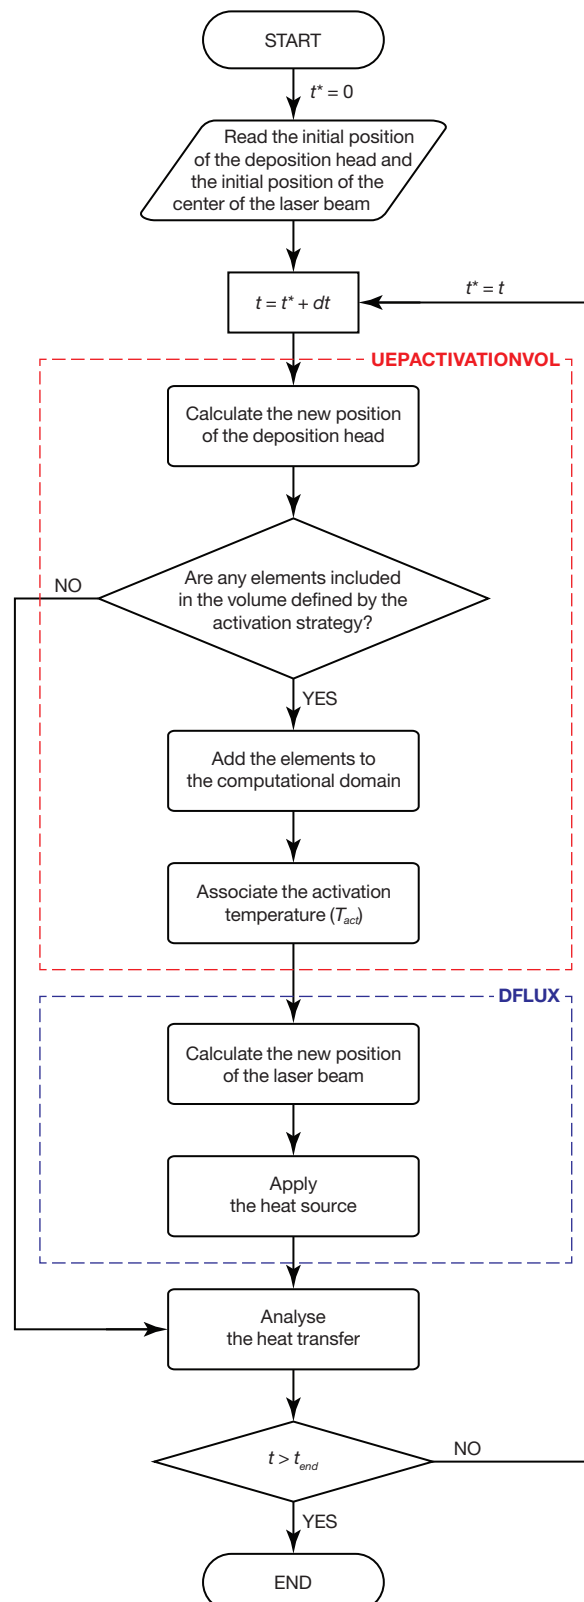 START
t* = 0
Read the initial position
of the deposition head and
the initial position of the
center of the laser beam
t = t* + dt
t* = t
UEPACTIVATIONVOL
Calculate the new position
of the deposition head
NO
Are any elements included
in the volume defined by the
activation strategy?
YES
Add the elements to
the computational domain
Associate the activation
temperature (Tact)
DFLUX
Calculate the new position
of the laser beam
Apply
the heat source
Analyse
the heat transfer
t > tend
NO
YES
END